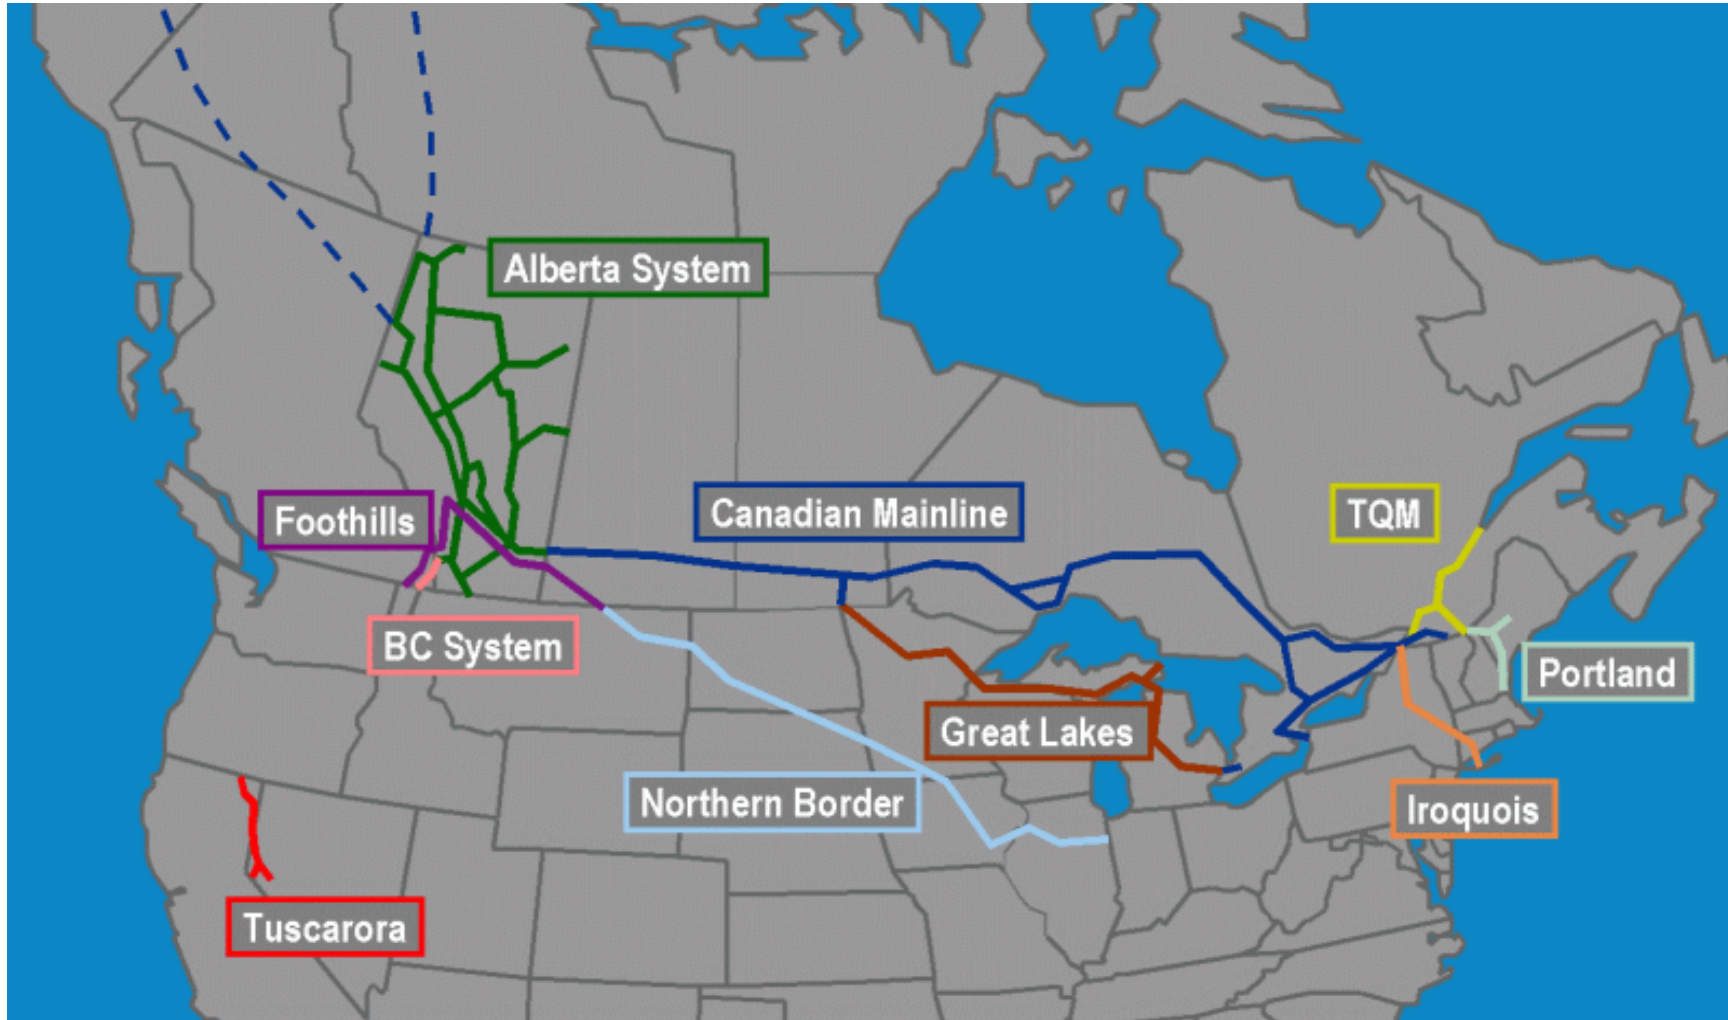 Alberta System
Foothills
Canadian Mainline
TQM
BC System
Portland
Great Lakes
Northern Border
Iroquois
Tuscarora